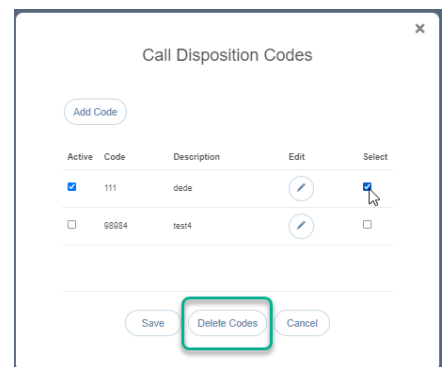 Call Disposition Codes
Add Code
Active Code Description Edit Select
111 dede
98984 test4
Save Delete Codes Cancel